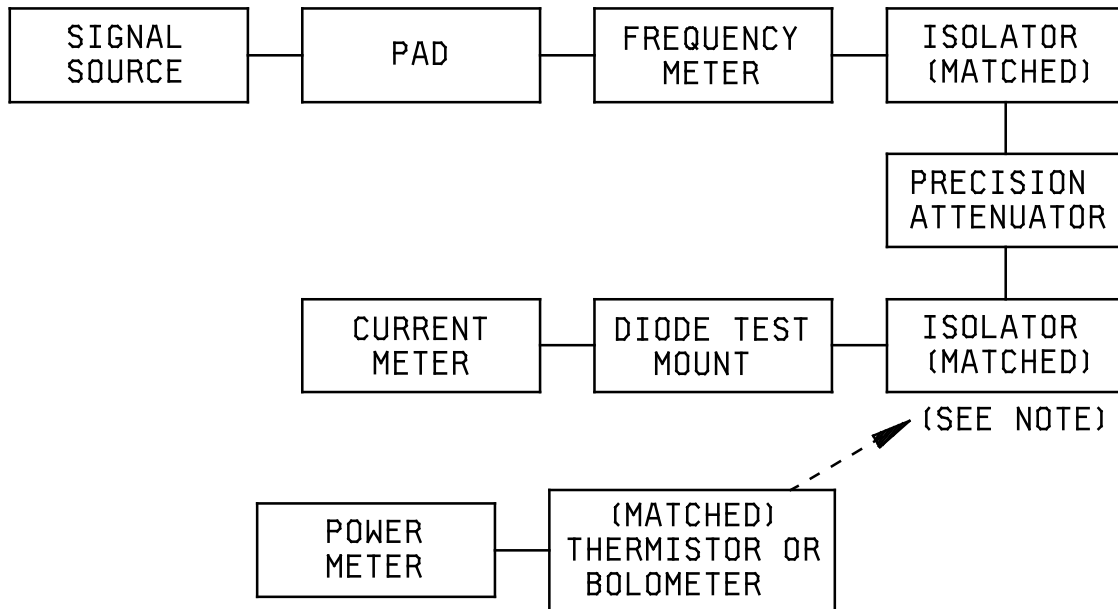 SIGNAL
SOURCE
PAD
FREQUENCY
METER
ISOLATOR
(MATCHED)
PRECISION
ATTENUATOR
CURRENT
METER
DIODE TEST
MOUNT
ISOLATOR
(MATCHED)
(SEE NOTE)
POWER
METER
(MATCHED)
THERMISTOR OR
BOLOMETER